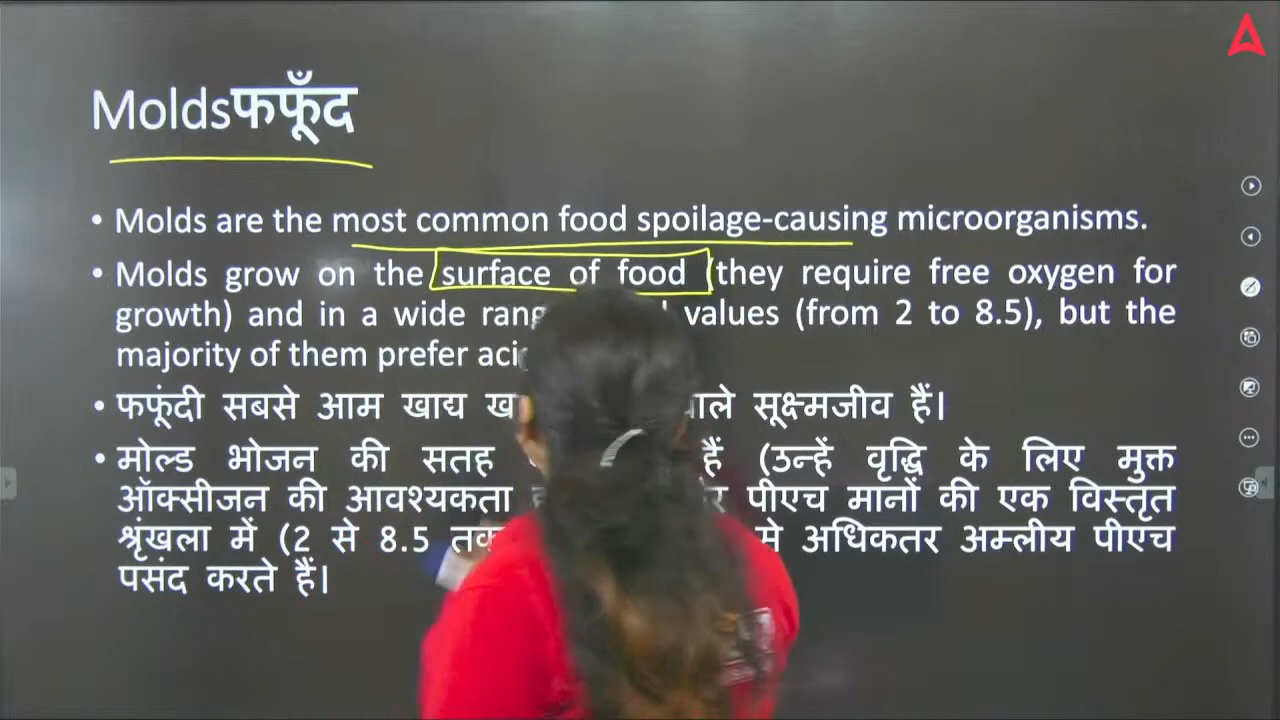 Moldsफफूँद
• Molds are the most common food spoilage-causing microorganisms.
• Molds grow on the surface of food (they require free oxygen for
growth) and in a wide values (from 2 to 8.5), but the
majority of them prefer
• फफूंदी सबसे आम खाद्य सूक्ष्मजीव हैं।
• मोल्ड भोजन की सतह हैं (उन्हें वृद्धि के लिए मुक्त
ऑक्सीजन की आवश्यकता पीएच मानों की एक विस्तृत
श्रृंखला में (2 से 8.5 अधिकतर अम्लीय पीएच
पसंद करते हैं।